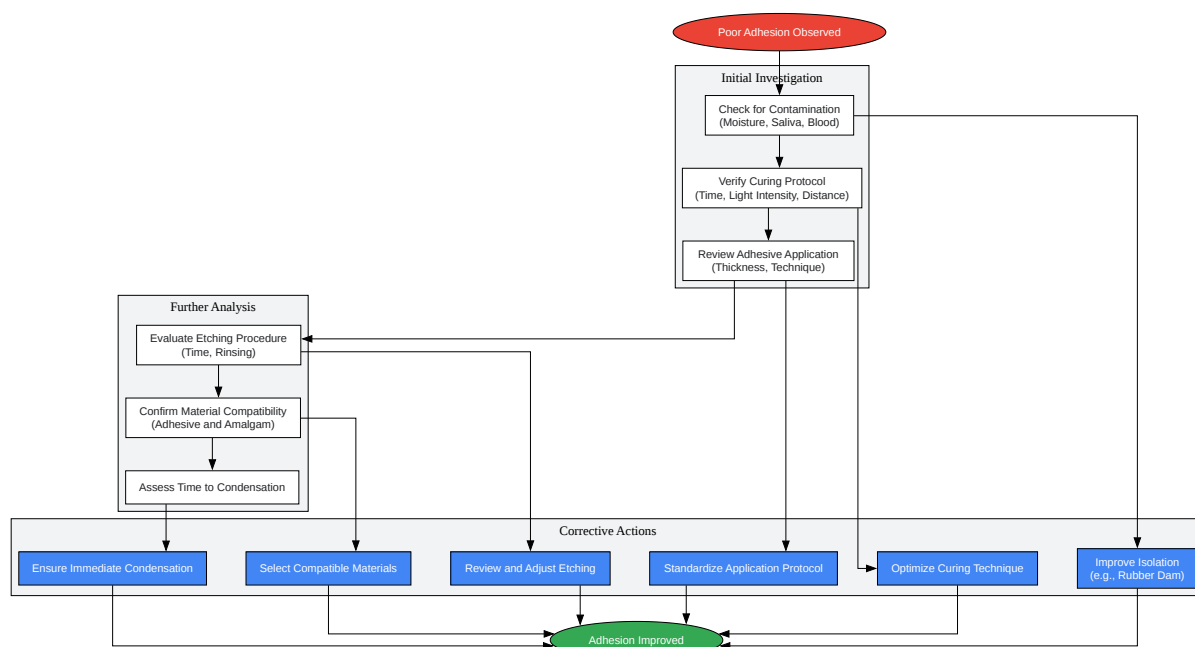 Poor Adhesion Observed
Initial Investigation
Check for Contamination
(Moisture, Saliva, Blood)
Verify Curing Protocol
(Time, Light Intensity, Distance)
Review Adhesive Application
(Thickness, Technique)
Further Analysis
Evaluate Etching Procedure
(Time, Rinsing)
Confirm Material Compatibility
(Adhesive and Amalgam)
Assess Time to Condensation
Corrective Actions
Ensure Immediate Condensation
Select Compatible Materials
Review and Adjust Etching
Standardize Application Protocol
Optimize Curing Technique
Improve Isolation
(e.g., Rubber Dam)
Adhesion Improved